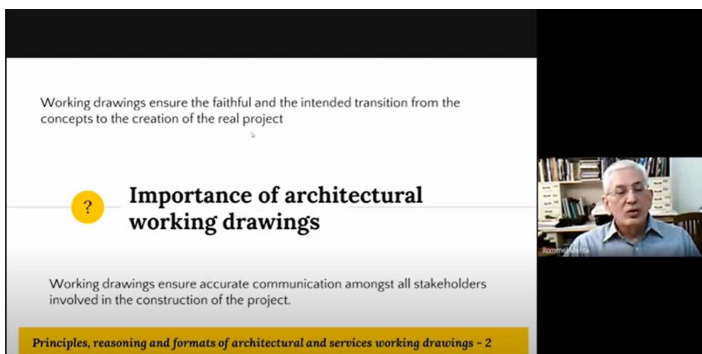 Working drawings ensure the faithful and the intended transition from the
concepts to the creation of the real project
?
Importance of architectural
working drawings
Working drawings ensure accurate communication amongst all stakeholders
involved in the construction of the project.
Principles, reasoning and formats of architectural and services working drawings - 2
Rommel Mehta